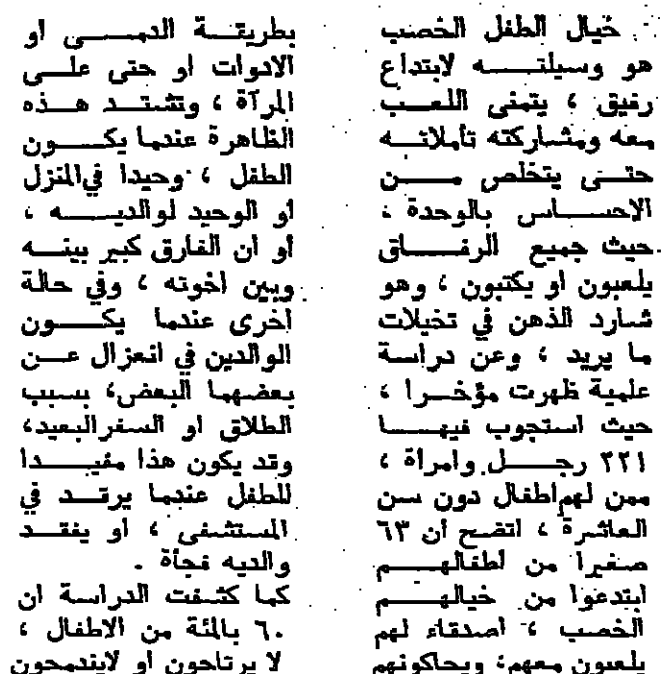 خيال الطفل الخصب
هو وسيلته لابتداع
رفيق ، يتمنى اللعب
معه ومشاركته تأملاته
حتى يتخلص من
الاحساس بالوحدة ،
حيث جميع الرفاق
يلعبون او يكتبون ، وهو
شارد الذهن في تخيلات
ما يريد ، وعن دراسة
علمية ظهرت مؤخرا ،
حيث استجوب فيها
٢٢١ رجل وامراة ،
ممن لهم اطفال دون سن
العاشرة ، اتضح ان ٦٣
صغيرا من اطفالهم
ابتدعوا من خيالهم
الخصب ، اصدقاء لهم
يلعبون معهم، ويحاكونهم
بطريقة الدمى او
الادوات او حتى على
المرآة ، وتشتد هذه
الظاهرة عندما يكون
الطفل ، وحيدا في المنزل
او الوحيد لوالديه ،
او ان الفارق كبير بينه
وبين اخوته ، وفي حالة
اخرى عندما يكون
الوالدين في انعزال عن
بعضهما البعض، بسبب
الطلاق او السفر البعيد،
وقد يكون هذا مفيدا
للطفل عندما يرتد في
المستشفى ، او يفقد
والديه فجأة .
كما كشفت الدراسة ان
٦٠ بالمئة من الاطفال ،
لا يرتاحون او لايندمجون